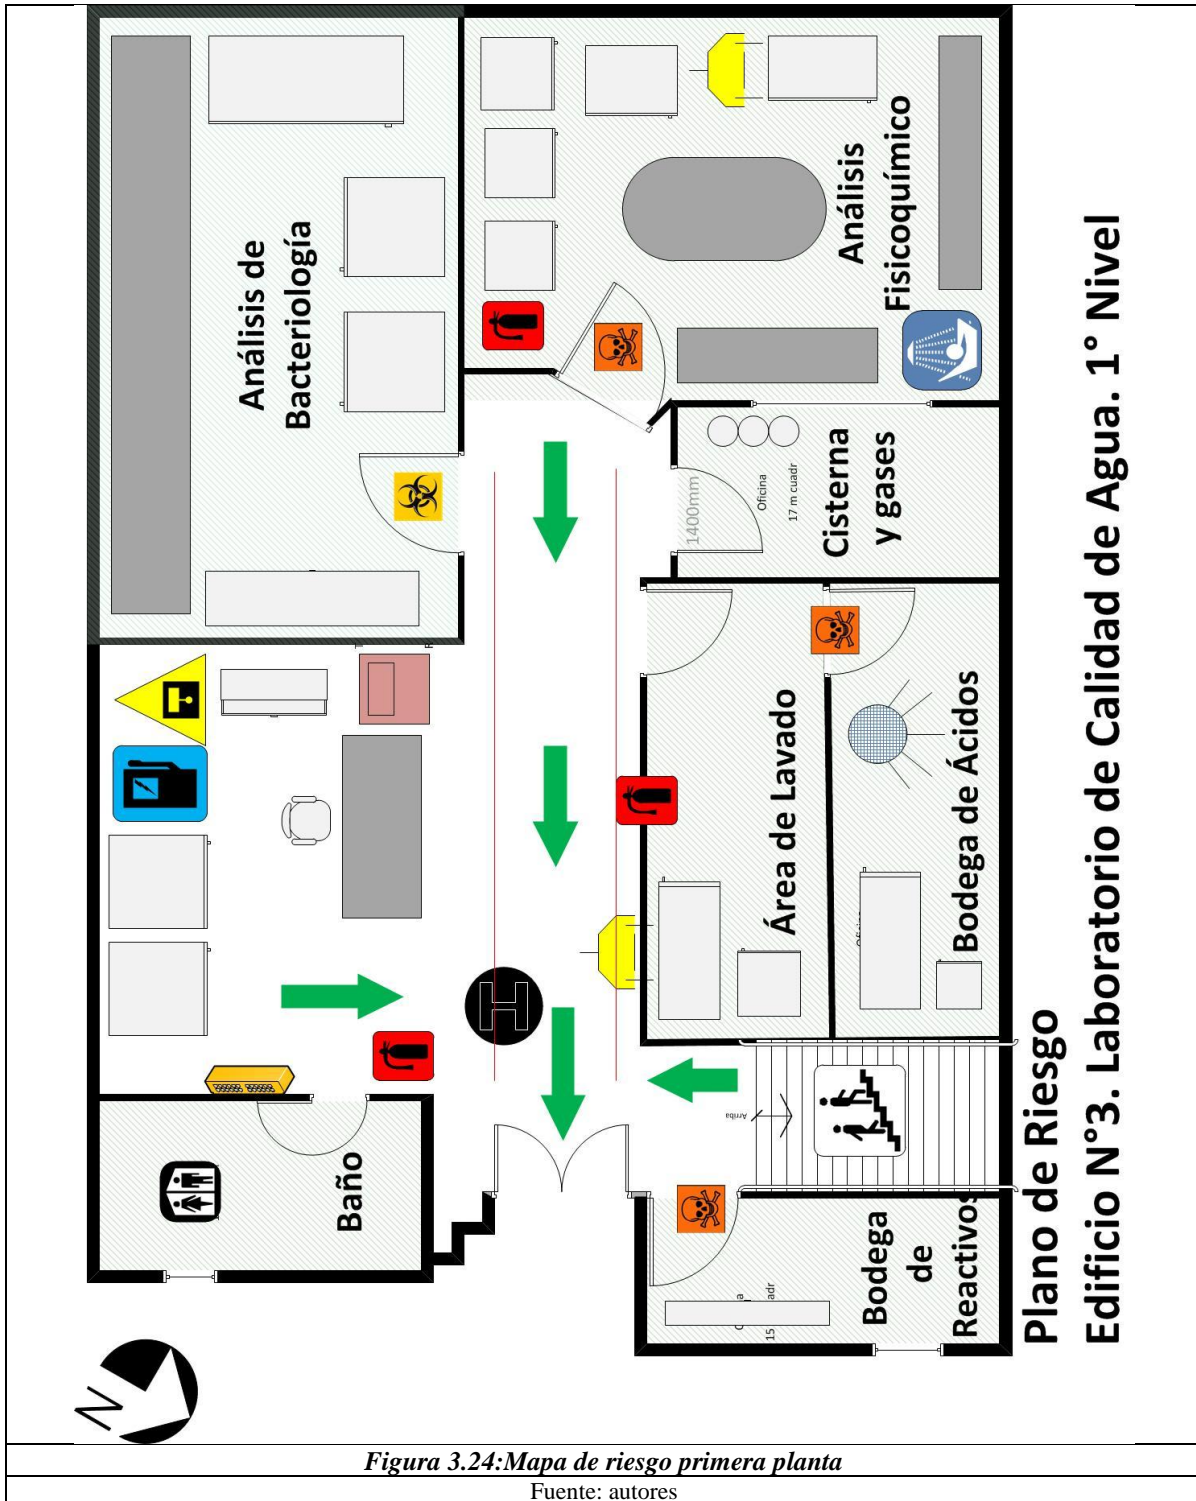 Análisis de
Bacteriología
Análisis
Fisicoquímico
Cisterna
y gases
Oficina
17 m cuadr
1400mm
Área de Lavado
Bodega de Ácidos
Arriba
Baño
Bodega
de
Reactivos
15
adr
N
H
Plano de Riesgo
Edificio N°3. Laboratorio de Calidad de Agua. 1° Nivel
Figura 3.24:Mapa de riesgo primera planta
Fuente: autores